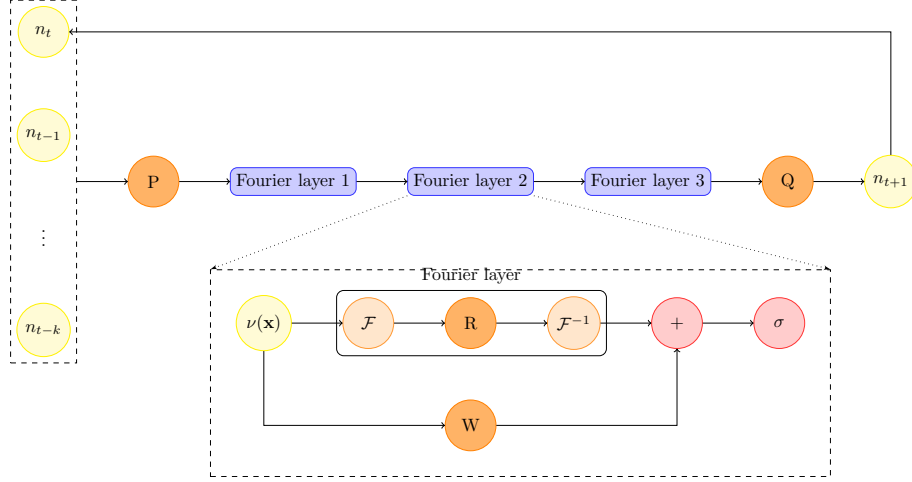 n_t
n_{t−1}
⋮
n_{t−k}
P
Fourier layer 1
Fourier layer 2
Fourier layer 3
Q
n_{t+1}
Fourier layer
ν(x)
ℱ
R
ℱ^{−1}
+
σ
W